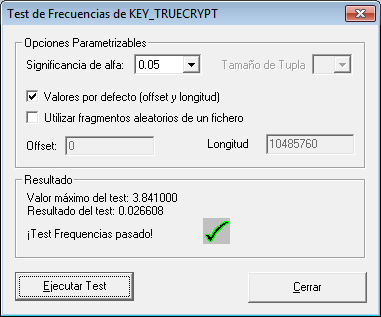 Test de Frecuencias de KEY_TRUECRYPT
Opciones Parametrizables
Significancia de alfa: 0.05 Tamaño de Tupla
Valores por defecto (offset y longitud)
Utilizar fragmentos aleatorios de un fichero
Offset: 0 Longitud 10485760
Resultado
Valor máximo del test: 3.841000
Resultado del test: 0.026608
¡Test Frecuencias pasado!
Ejecutar Test Cerrar